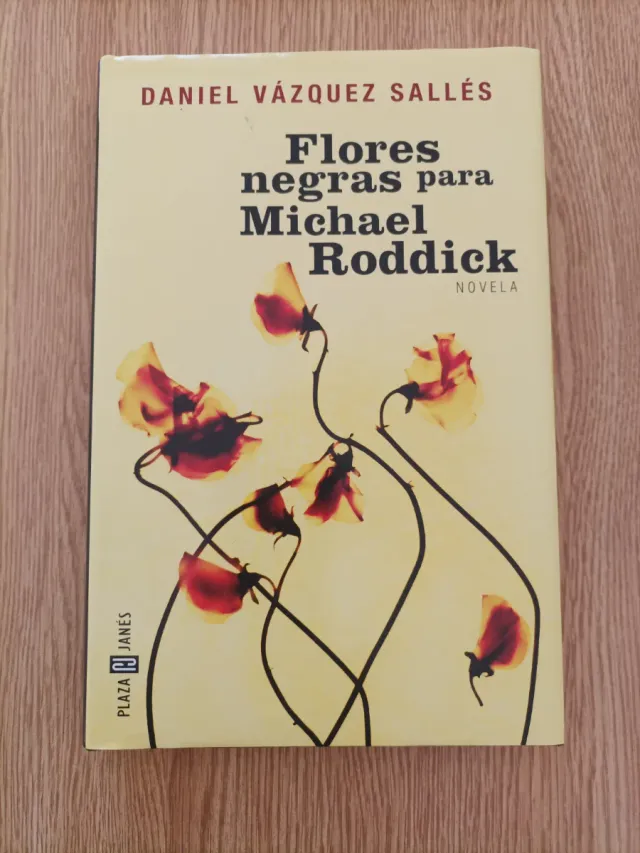 DANIEL VÁZQUEZ SALLÉS
Flores
negras para
Michael
Roddick
NOVELA
PLAZA JANÉS